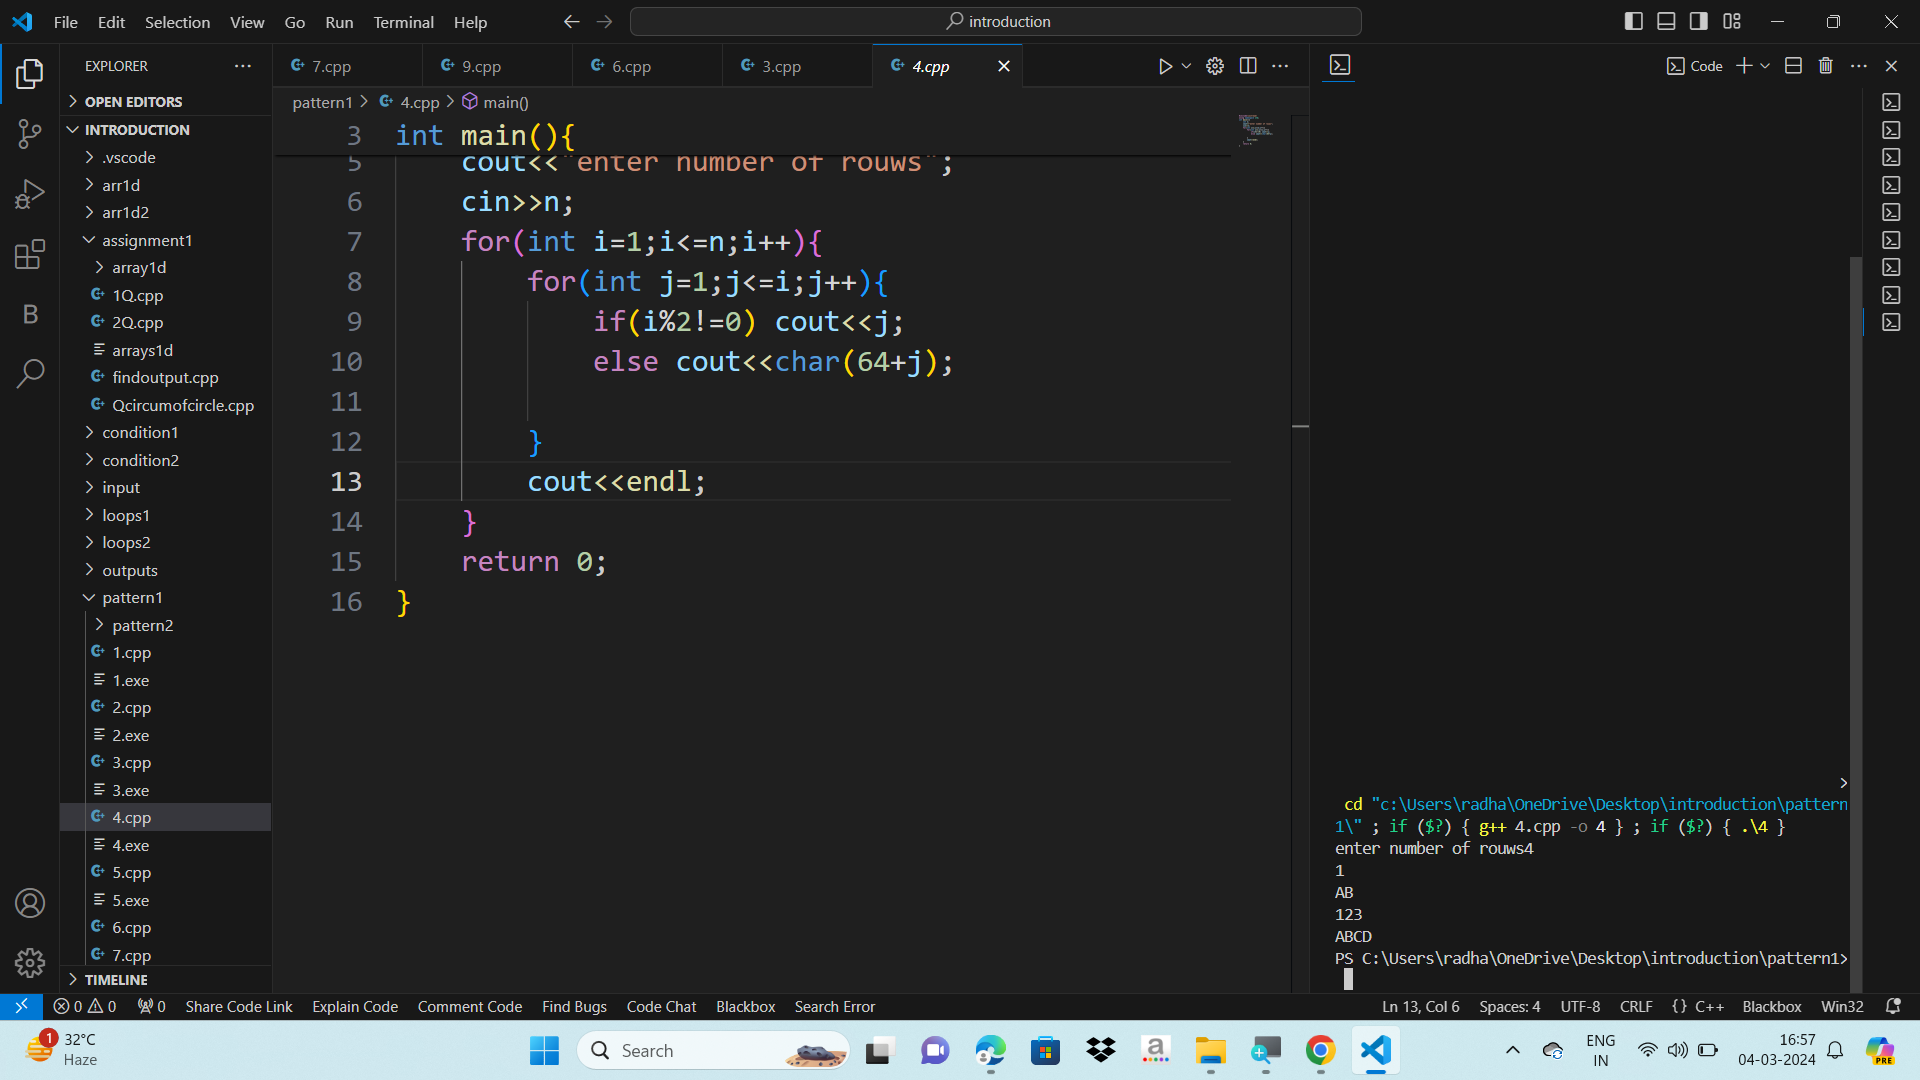 File Edit Selection View Go Run Terminal Help
introduction
EXPLORER
OPEN EDITORS
INTRODUCTION
.vscode
arr1d
arr1d2
assignment1
array1d
1Q.cpp
2Q.cpp
arrays1d
findoutput.cpp
Qcircumofcircle.cpp
condition1
condition2
input
loops1
loops2
outputs
pattern1
pattern2
1.cpp
1.exe
2.cpp
2.exe
3.cpp
3.exe
4.cpp
4.exe
5.cpp
5.exe
6.cpp
7.cpp
TIMELINE
7.cpp 9.cpp 6.cpp 3.cpp 4.cpp
pattern1 > 4.cpp > main()
3 int main(){
5 cout<<"enter number of rouws";
6 cin>>n;
7 for(int i=1;i<=n;i++){
8 for(int j=1;j<=i;j++){
9 if(i%2!=0) cout<<j;
10 else cout<<char(64+j);
11
12 }
13 cout<<endl;
14 }
15 return 0;
16 }
Code
>
cd "c:\Users\radha\OneDrive\Desktop\introduction\pattern
1\" ; if ($?) { g++ 4.cpp -o 4 } ; if ($?) { .\4 }
enter number of rouws4
1
AB
123
ABCD
PS C:\Users\radha\OneDrive\Desktop\introduction\pattern1>
0 0 0 Share Code Link Explain Code Comment Code Find Bugs Code Chat Blackbox Search Error
Ln 13, Col 6 Spaces: 4 UTF-8 CRLF {} C++ Blackbox Win32
1
32°C
Haze
Search
a
ENG
IN
16:57
04-03-2024
PRE